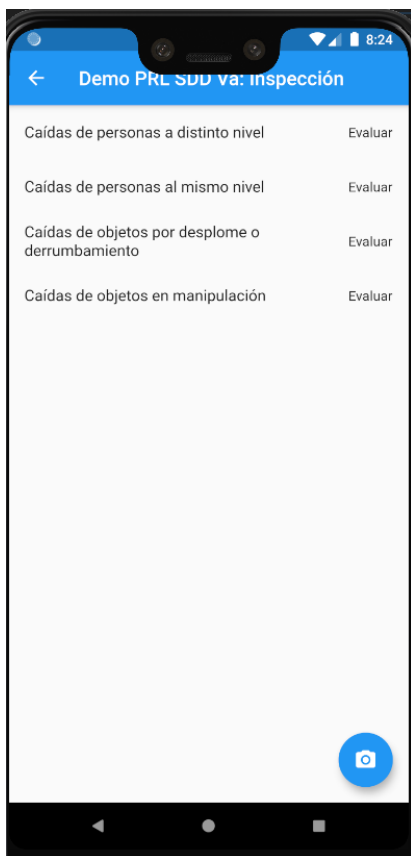 8:24
Demo PRL SDD Va: Inspección
Caídas de personas a distinto nivel Evaluar
Caídas de personas al mismo nivel Evaluar
Caídas de objetos por desplome o
derrumbamiento Evaluar
Caídas de objetos en manipulación Evaluar